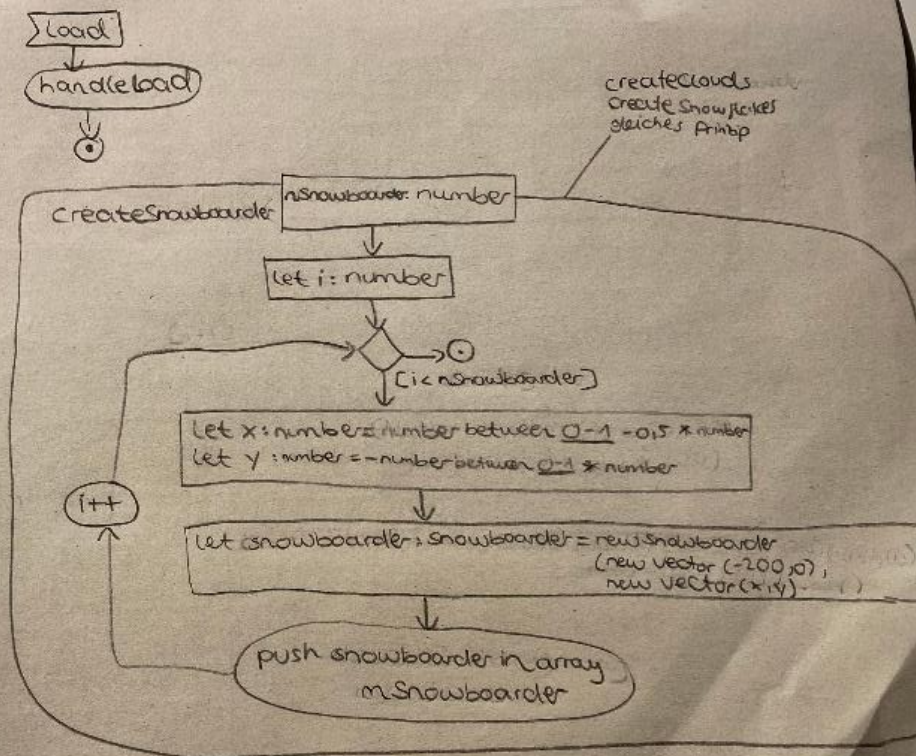 load
handleload
createClouds
create Snowflakes
gleiches Prinzip
createSnowboarder
nSnowboarder: number
let i: number
[i < nSnowboarder]
let x: number = number between 0-1 -0,5 * number
let y: number = -number between 0-1 * number
i++
let snowboarder: snowboarder = new snowboarder
(new vector (-200,0),
new vector(x,y)
push snowboarder in array
nSnowboarder